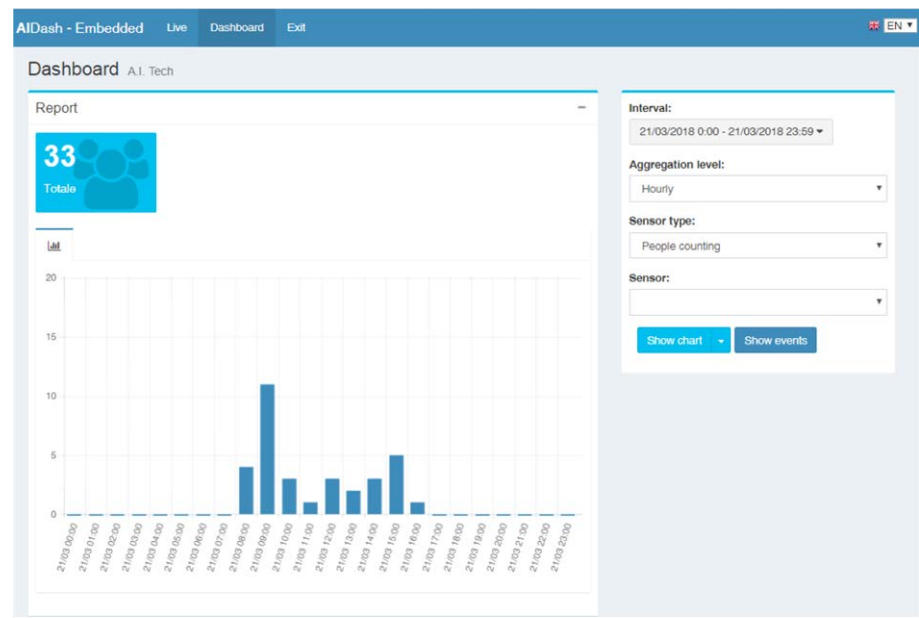 AIDash - Embedded Live Dashboard Exit EN
Dashboard A.I. Tech
Report
33
Totale
20
15
10
5
0
21/03 00:00
21/03 01:00
21/03 02:00
21/03 03:00
21/03 04:00
21/03 05:00
21/03 06:00
21/03 07:00
21/03 08:00
21/03 09:00
21/03 10:00
21/03 11:00
21/03 12:00
21/03 13:00
21/03 14:00
21/03 15:00
21/03 16:00
21/03 17:00
21/03 18:00
21/03 19:00
21/03 20:00
21/03 21:00
21/03 22:00
21/03 23:00
Interval:
21/03/2018 0:00 - 21/03/2018 23:59
Aggregation level:
Hourly
Sensor type:
People counting
Sensor:
Show chart Show events